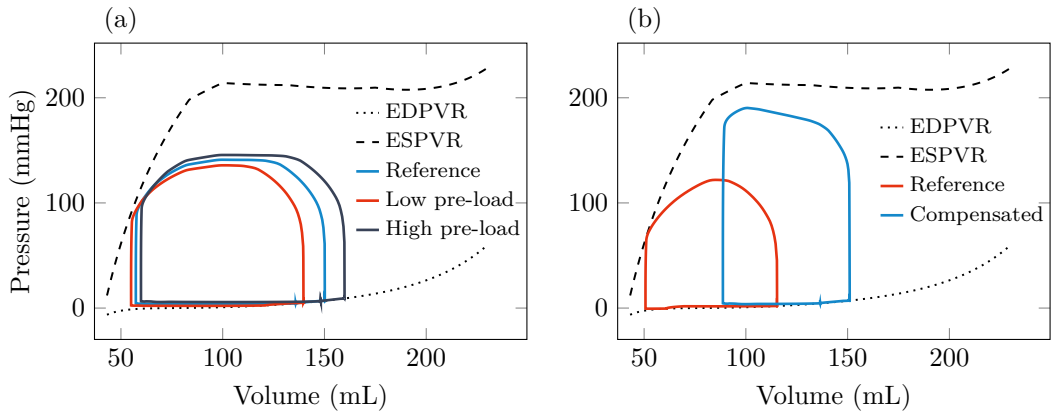 (a)
Pressure (mmHg)
200
100
0
50
100
150
200
Volume (mL)
EDPVR
ESPVR
Reference
Low pre-load
High pre-load
(b)
200
100
0
50
100
150
200
Volume (mL)
EDPVR
ESPVR
Reference
Compensated